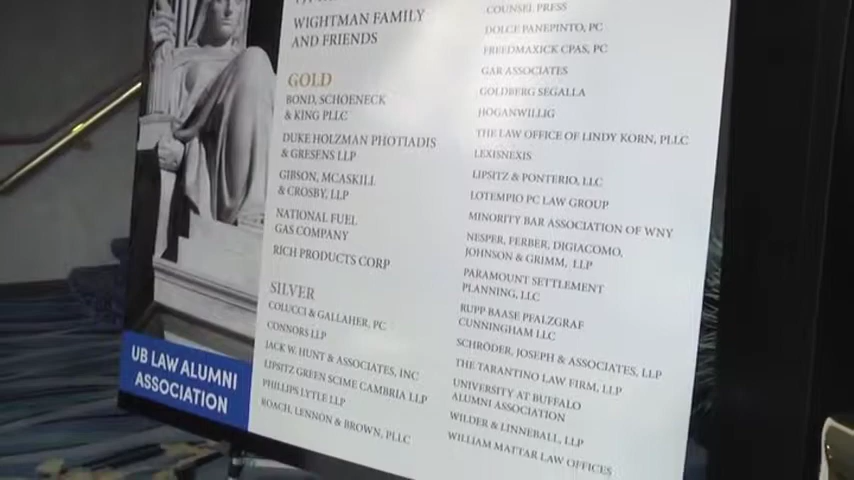 WIGHTMAN FAMILY
AND FRIENDS
GOLD
BOND, SCHOENECK
& KING PLLC
DUKE HOLZMAN PHOTIADIS
& GRESENS LLP
GIBSON, MCASKILL
& CROSBY, LLP
NATIONAL FUEL
GAS COMPANY
RICH PRODUCTS CORP
SILVER
COLUCCI & GALLAHER, PC
CONNORS LLP
JACK W. HUNT & ASSOCIATES, INC
LIPSITZ GREEN SCIME CAMBRIA LLP
PHILLIPS LYTLE LLP
ROACH, LENNON & BROWN, PLLC
COUNSEL PRESS
DOLCE PANEPINTO, PC
FREEDMAXICK CPAS, PC
GAR ASSOCIATES
GOLDBERG SEGALLA
HOGANWILLIG
THE LAW OFFICE OF LINDY KORN, PLLC
LEXISNEXIS
LIPSITZ & PONTERIO, LLC
LOTEMPIO PC LAW GROUP
MINORITY BAR ASSOCIATION OF WNY
NESPER, FERBER, DIGIACOMO,
JOHNSON & GRIMM, LLP
PARAMOUNT SETTLEMENT
PLANNING, LLC
RUPP BAASE PFALZGRAF
CUNNINGHAM LLC
SCHRÖDER, JOSEPH & ASSOCIATES, LLP
THE TARANTINO LAW FIRM, LLP
UNIVERSITY AT BUFFALO
ALUMNI ASSOCIATION
WILDER & LINNEBALL, LLP
WILLIAM MATTAR LAW OFFICES
UB LAW ALUMNI
ASSOCIATION